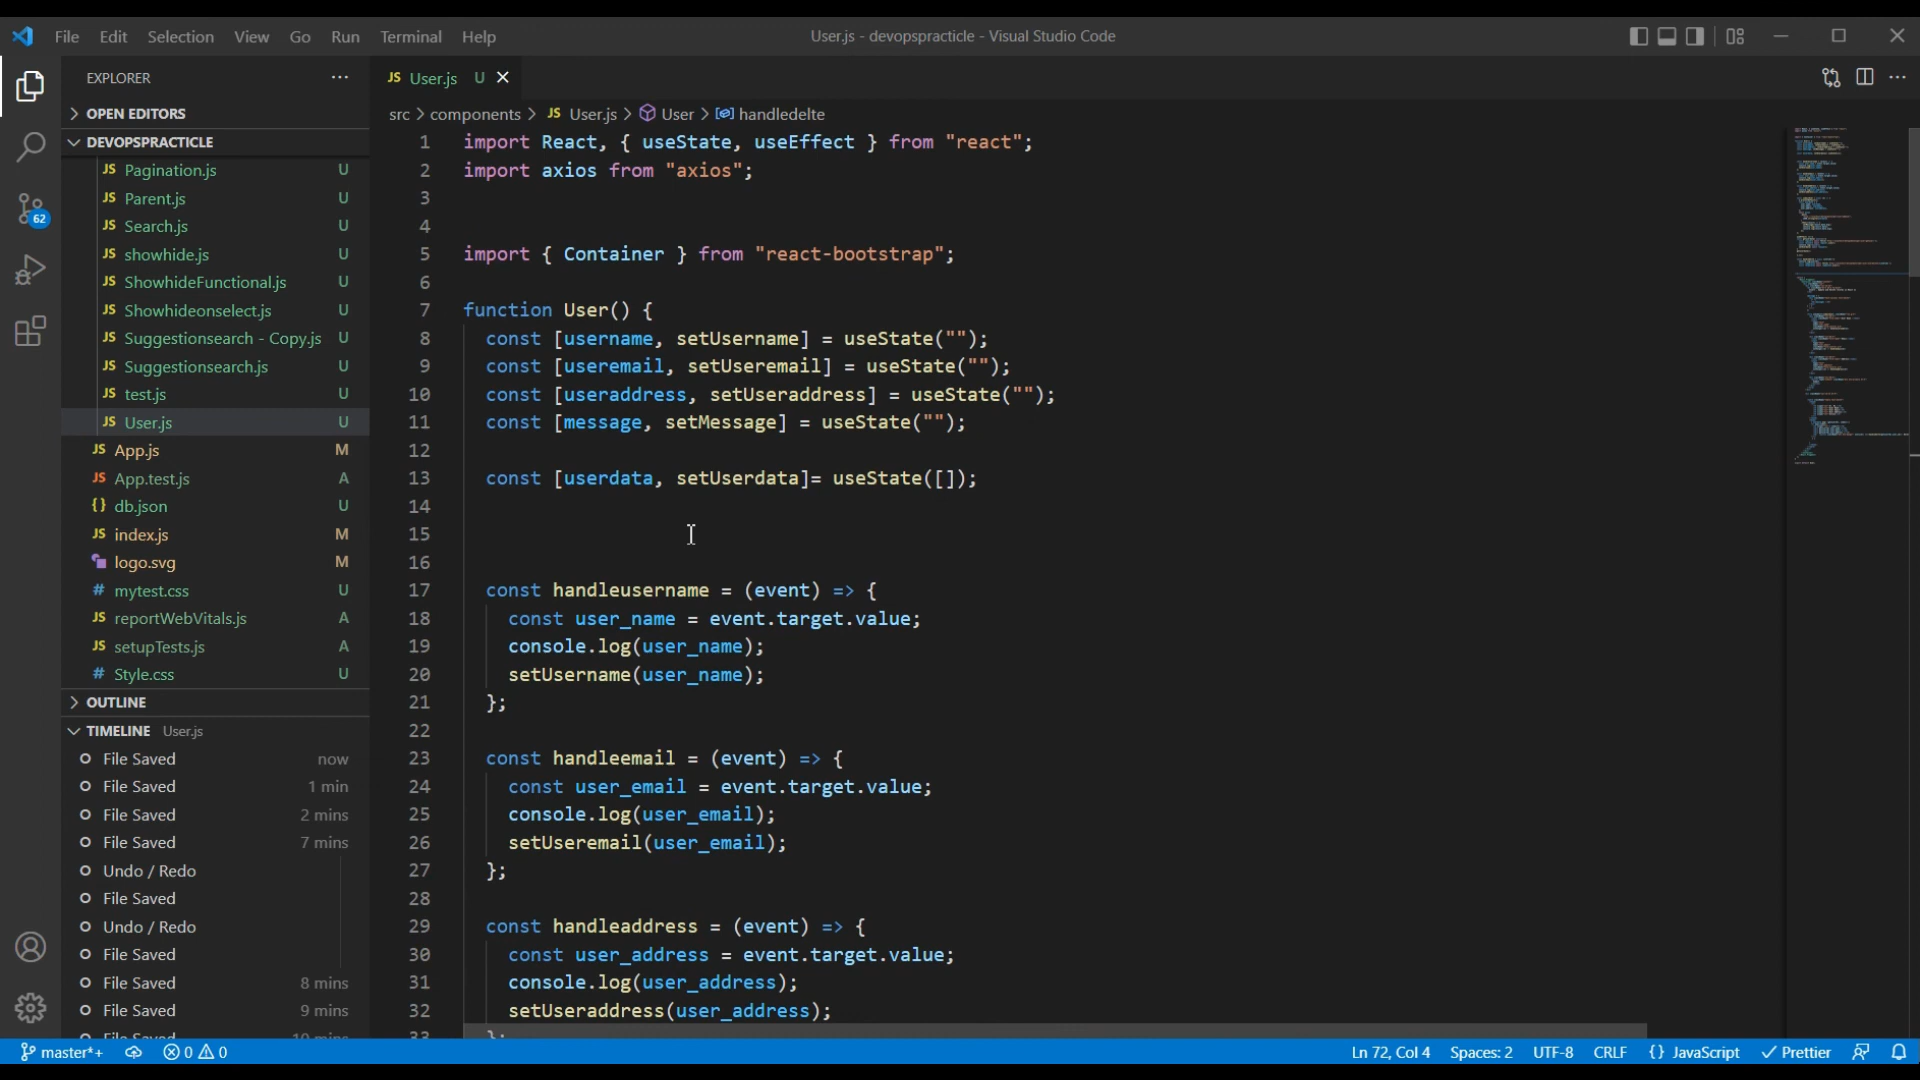 File Edit Selection View Go Run Terminal Help
User.js - devopspracticle - Visual Studio Code
EXPLORER
OPEN EDITORS
DEVOPSPRACTICLE
JS Pagination.js U
JS Parent.js U
JS Search.js U
JS showhide.js U
JS ShowhideFunctional.js U
JS Showhideonselect.js U
JS Suggestionsearch - Copy.js U
JS Suggestionsearch.js U
JS test.js U
JS User.js U
JS App.js M
JS App.test.js A
{} db.json U
JS index.js M
logo.svg M
# mytest.css U
JS reportWebVitals.js A
JS setupTests.js A
# Style.css U
62
OUTLINE
TIMELINE User.js
File Saved now
File Saved 1 min
File Saved 2 mins
File Saved 7 mins
Undo / Redo
File Saved
Undo / Redo
File Saved
File Saved 8 mins
File Saved 9 mins
File Saved 10 mins
JS User.js U
src > components > JS User.js > User > handledelte
1 import React, { useState, useEffect } from "react";
2 import axios from "axios";
3
4
5 import { Container } from "react-bootstrap";
6
7 function User() {
8 const [username, setUsername] = useState("");
9 const [useremail, setUseremail] = useState("");
10 const [useraddress, setUseraddress] = useState("");
11 const [message, setMessage] = useState("");
12
13 const [userdata, setUserdata]= useState([]);
14
15
16
17 const handleusername = (event) => {
18 const user_name = event.target.value;
19 console.log(user_name);
20 setUsername(user_name);
21 };
22
23 const handleemail = (event) => {
24 const user_email = event.target.value;
25 console.log(user_email);
26 setUseremail(user_email);
27 };
28
29 const handleaddress = (event) => {
30 const user_address = event.target.value;
31 console.log(user_address);
32 setUseraddress(user_address);
33 };
master*+ 0 0 Ln 72, Col 4 Spaces: 2 UTF-8 CRLF {} JavaScript Prettier